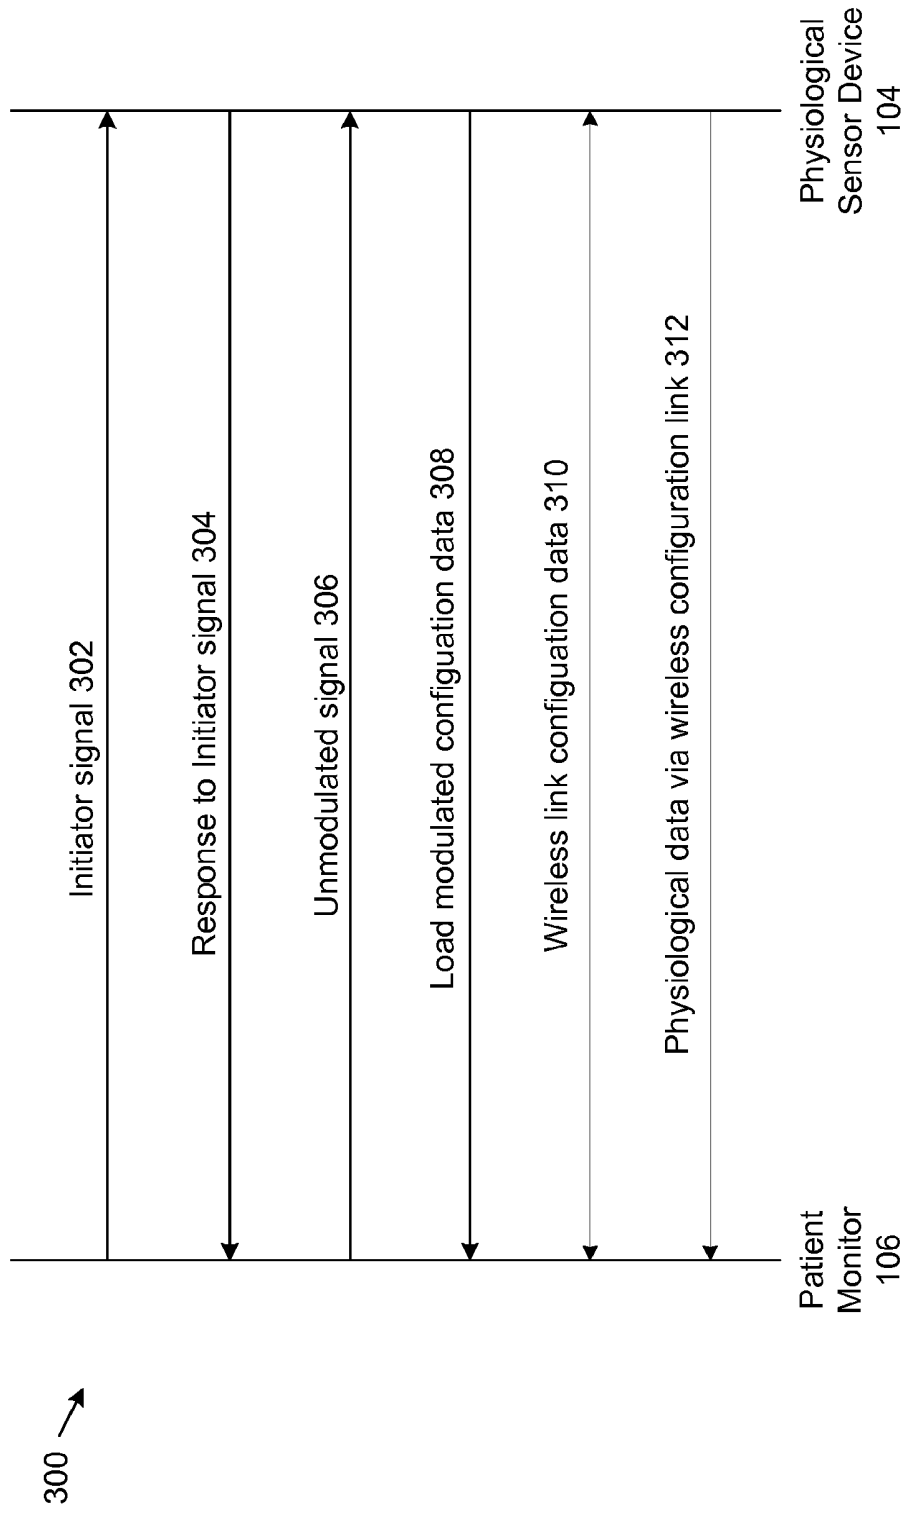 300
Initiator signal 302
Response to Initiator signal 304
Unmodulated signal 306
Load modulated configuation data 308
Wireless link configuation data 310
Physiological data via wireless configuration link 312
Patient
Monitor
106
Physiological
Sensor Device
104